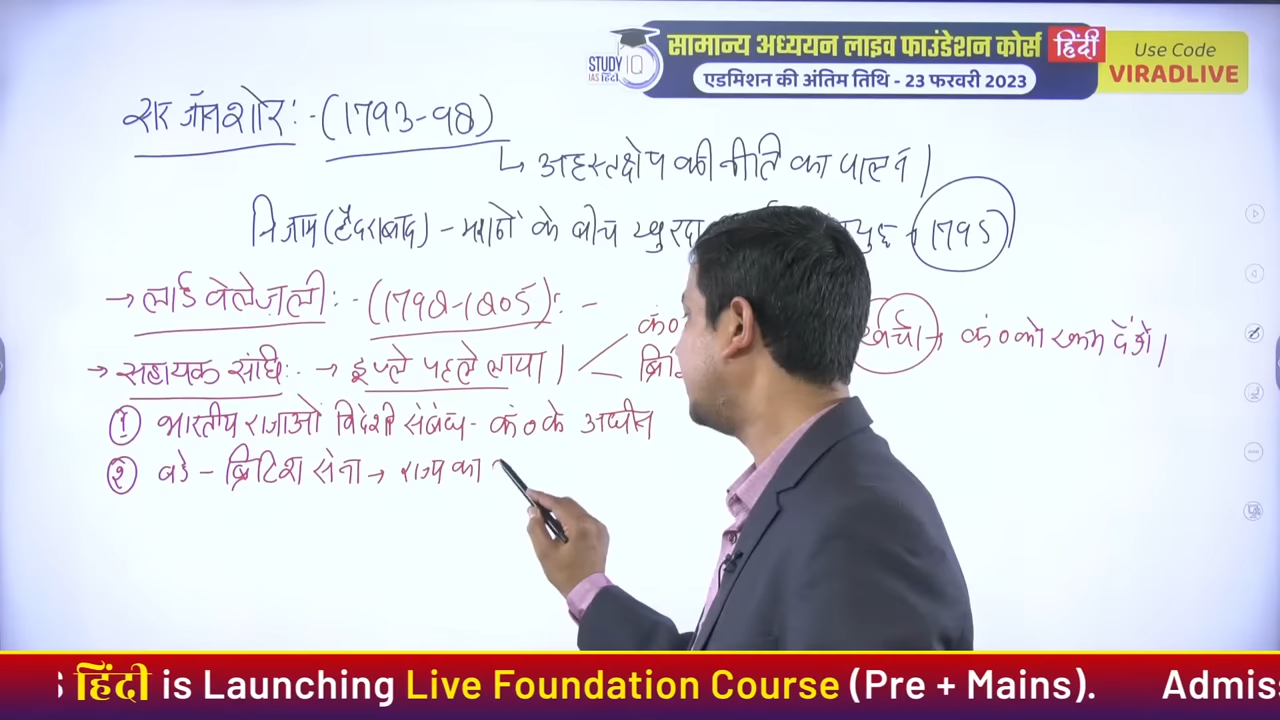 STUDY IQ
IAS हिंदी
सामान्य अध्ययन लाइव फाउंडेशन कोर्स हिंदी
एडमिशन की अंतिम तिथि - 23 फरवरी 2023
Use Code
VIRADLIVE
सर जॉन शोर :- (1793-98)
↳ अहस्तक्षेप की नीति का पालन।
निजाम (हैदराबाद) - मराठों के बीच खुरदा युद्ध → 1795
→ लार्ड वेलेजली :- (1798-1805): -
कं० खर्चा → कं० को रकम देंगे।
→ सहायक संधि :- → डूप्ले पहले लाया।
① भारतीय राजाओं विदेशी संबंध - कं० के अधीन
② बड़े - ब्रिटिश सेना → राज्य का
S हिंदी is Launching Live Foundation Course (Pre + Mains). Admis